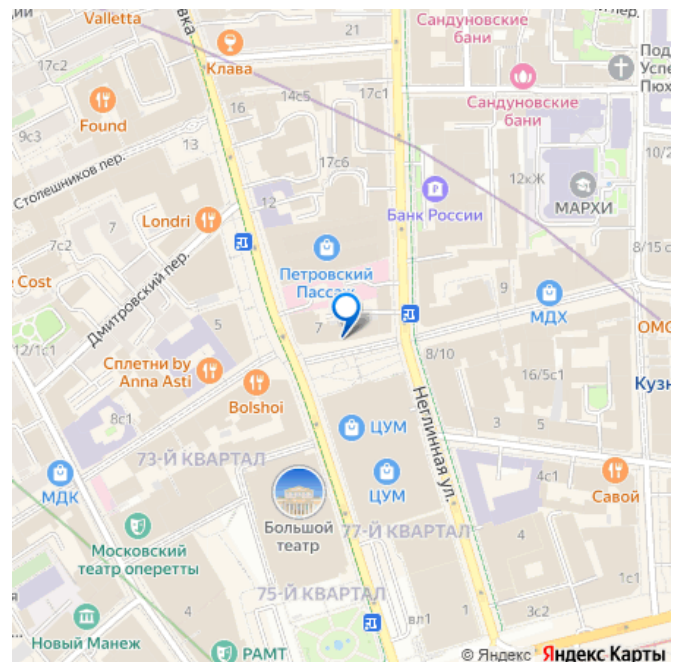 Valletta
вка
21
Сандуновские
бани
пер.
ций
17с2
Клава
Под
Успе
Пюх
Found
16
14с5
17с1
Сандуновские
бани
9с3
13
10/2
Столешников пер.
17с6
12кЖ
7
12
Банк России
МАРХИ
Londri
7с2
8/15 с
Петровский
Пассаж
e Cost
Дмитровский пер.
9
МДХ
5
7
ОМО
12/1с1
8/10
Сплетни by
Anna Asti
16/5с1
Кузн
Bolshoi
Неглинная ул.
8с1
ЦУМ
3
5
73-Й КВАРТАЛ
4с1
МДК
ЦУМ
Савой
Большой
театр
77-Й КВАРТАЛ
4
Московский
театр оперетты
1с1
75-Й КВАРТАЛ
4
вл1
1
3с2
Новый Манеж
РАМТ
© Яндекс Яндекс Карты